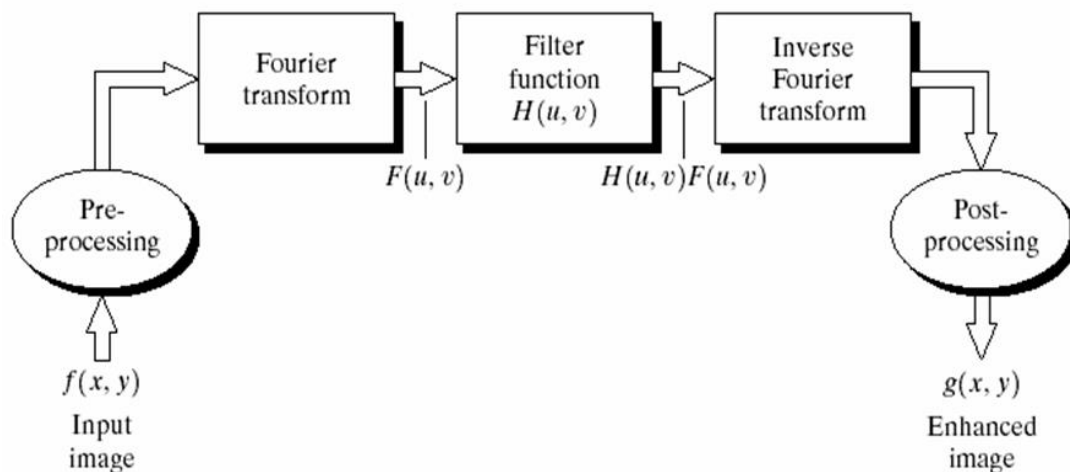 Fourier
transform
Filter
function
H(u, v)
Inverse
Fourier
transform
F(u, v)
H(u, v)F(u, v)
Pre-
processing
Post-
processing
f(x, y)
Input
image
g(x, y)
Enhanced
image